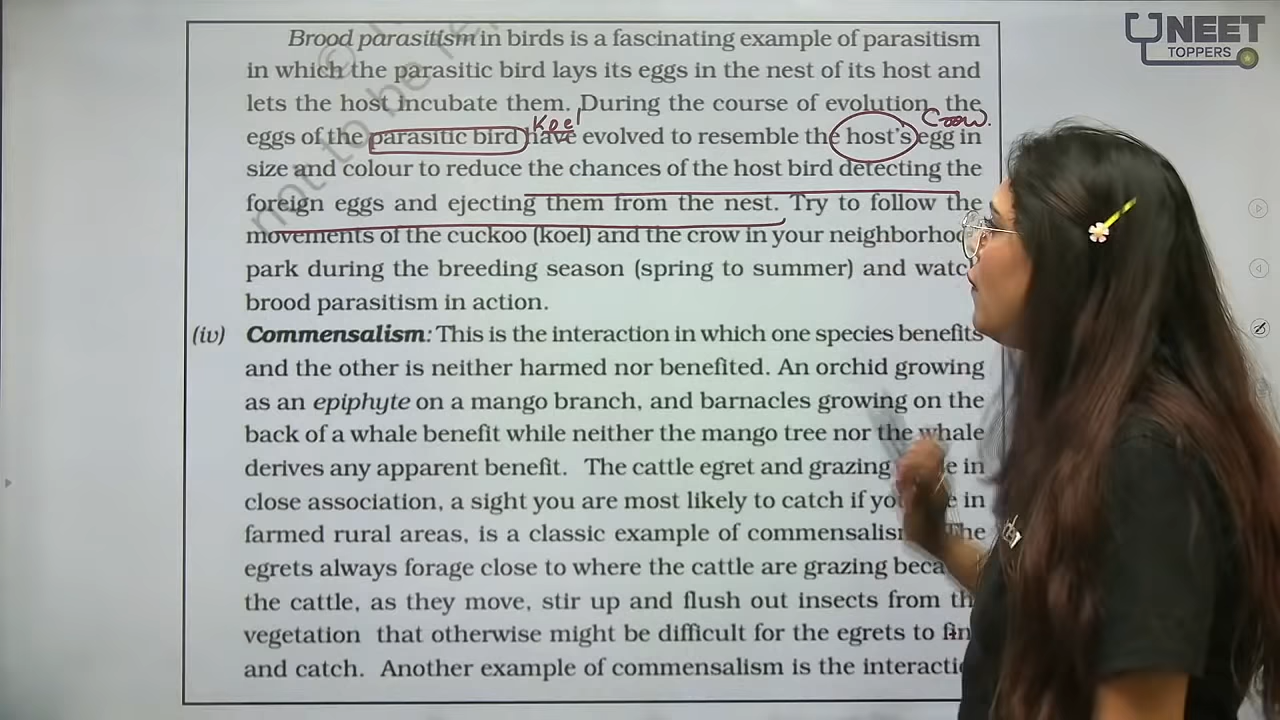 NEET
TOPPERS
Brood parasitism in birds is a fascinating example of parasitism
in which the parasitic bird lays its eggs in the nest of its host and
lets the host incubate them. During the course of evolution, the
Koel Crow.
eggs of the parasitic bird have evolved to resemble the host's egg in
size and colour to reduce the chances of the host bird detecting the
foreign eggs and ejecting them from the nest. Try to follow the
movements of the cuckoo (koel) and the crow in your
park during the breeding season (spring to summer) and
brood parasitism in action.
(iv) Commensalism: This is the interaction in which one species benefits
and the other is neither harmed nor benefited. An orchid growing
as an epiphyte on a mango branch, and barnacles growing on the
back of a whale benefit while neither the mango tree nor the whale
derives any apparent benefit. The cattle egret and grazing in
close association, a sight you are most likely to catch if in
farmed rural areas, is a classic example of
egrets always forage close to where the cattle are grazing
the cattle, as they move, stir up and flush out insects from
vegetation that otherwise might be difficult for the egrets to
and catch. Another example of commensalism is the
not to be